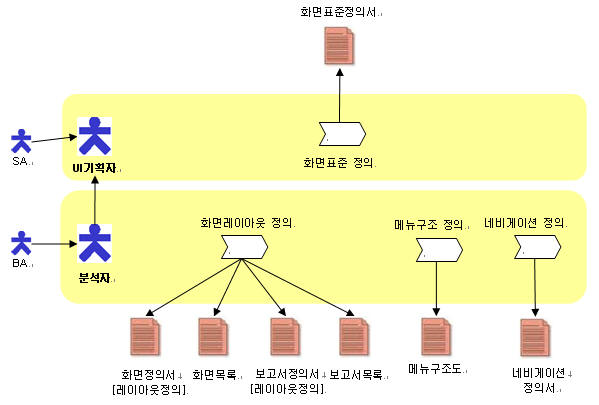 화면표준정의서
SA
UI기획자
화면표준 정의
화면레이아웃 정의
메뉴구조 정의
네비게이션 정의
BA
분석자
화면정의서
[레이아웃정의]
화면목록
보고서정의서
[레이아웃정의]
보고서목록
메뉴구조도
네비게이션
정의서